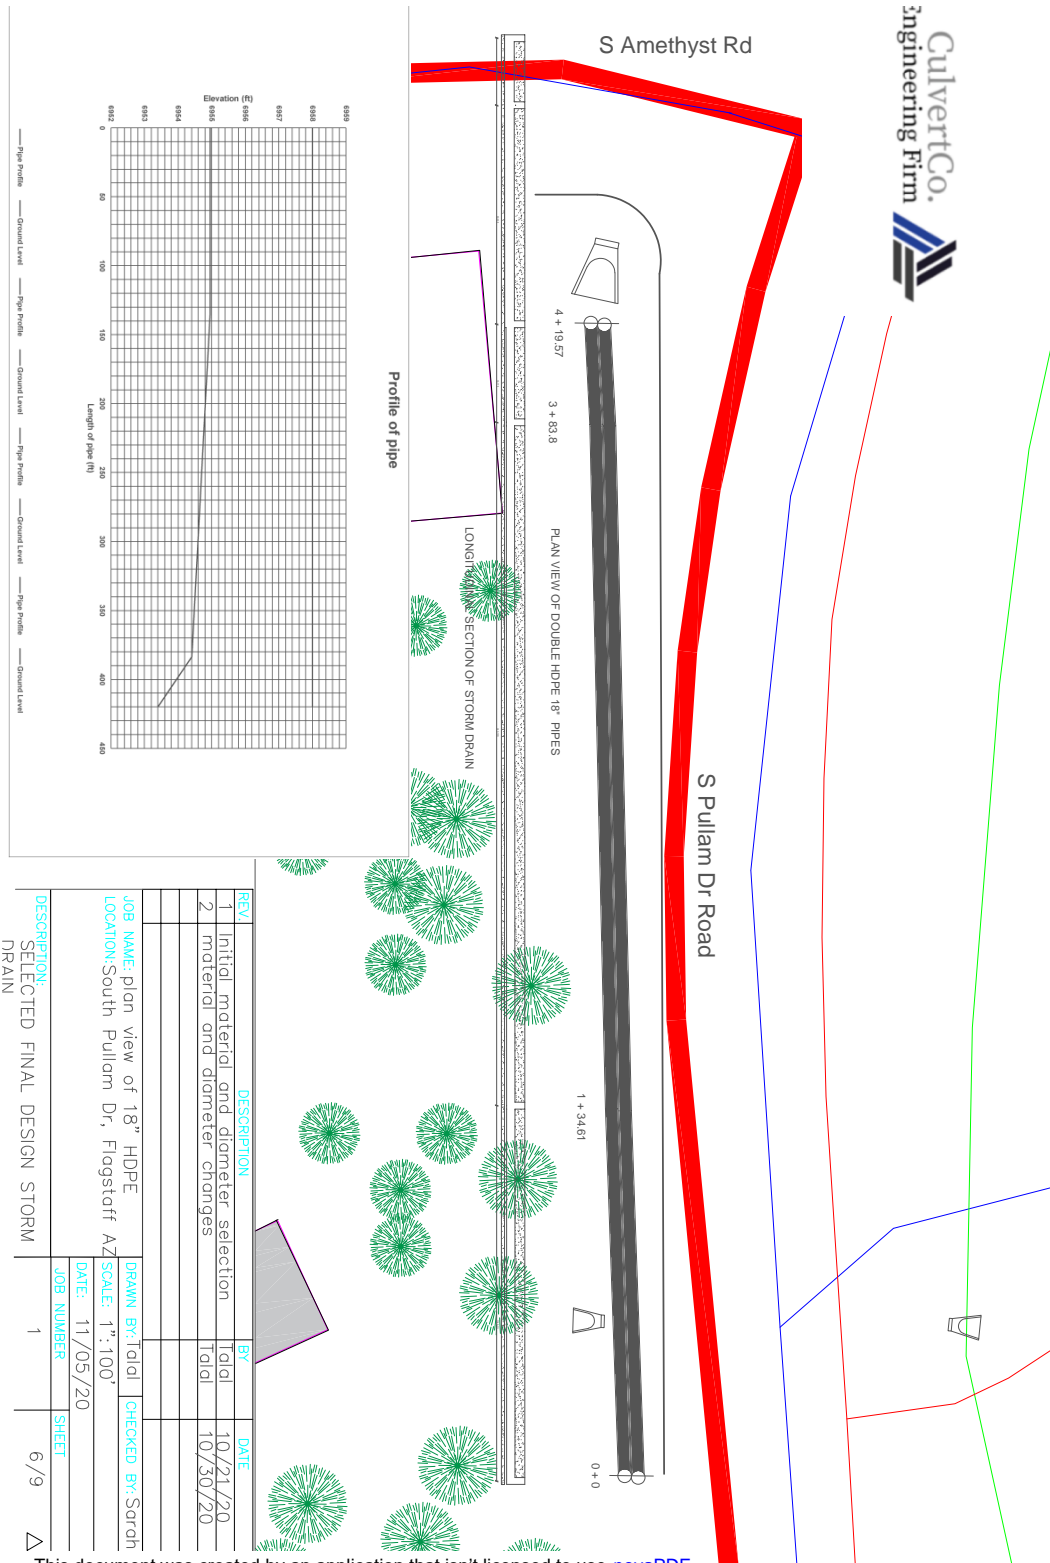 CulvertCo.
Engineering Firm
S Amethyst Rd
S Pullam Dr Road
4 + 19.57
3 + 83.8
1 + 34.61
0+0
PLAN VIEW OF DOUBLE HDPE 18" PIPES
LONGITUDINAL SECTION OF STORM DRAIN
Profile of pipe
Elevation (ft)
6959
6958
6957
6956
6955
6954
6953
6952
0
50
100
150
200
250
300
350
400
450
Length of pipe (ft)
Pipe Profile
Ground Level
Pipe Profile
Ground Level
Pipe Profile
Ground Level
Pipe Profile
Ground Level
REV. DESCRIPTION BY DATE
1 Initial material and diameter selection Talal 10/21/20
2 material and diameter changes Talal 10/30/20
JOB NAME: plan view of 18" HDPE
LOCATION: South Pullam Dr, Flagstaff AZ
DRAWN BY: Talal CHECKED BY: Sarah
SCALE: 1":100'
DATE: 11/05/20
DESCRIPTION:
SELECTED FINAL DESIGN STORM
DRAIN
JOB NUMBER
1
SHEET
6/9
This document was created by an application that isn't licensed to use novaPDF.